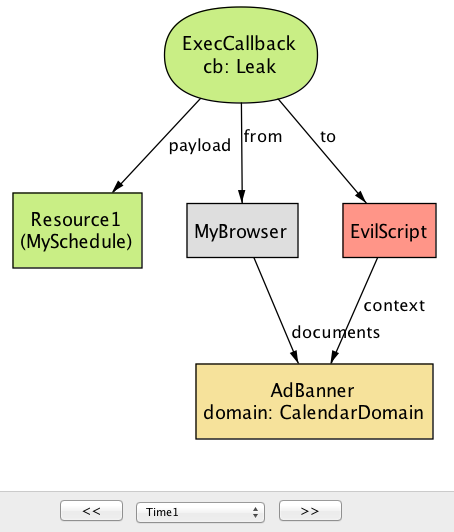 ExecCallback
cb: Leak
payload
from
to
Resource1
(MySchedule)
MyBrowser
EvilScript
documents
context
AdBanner
domain: CalendarDomain
<<
Time1
>>